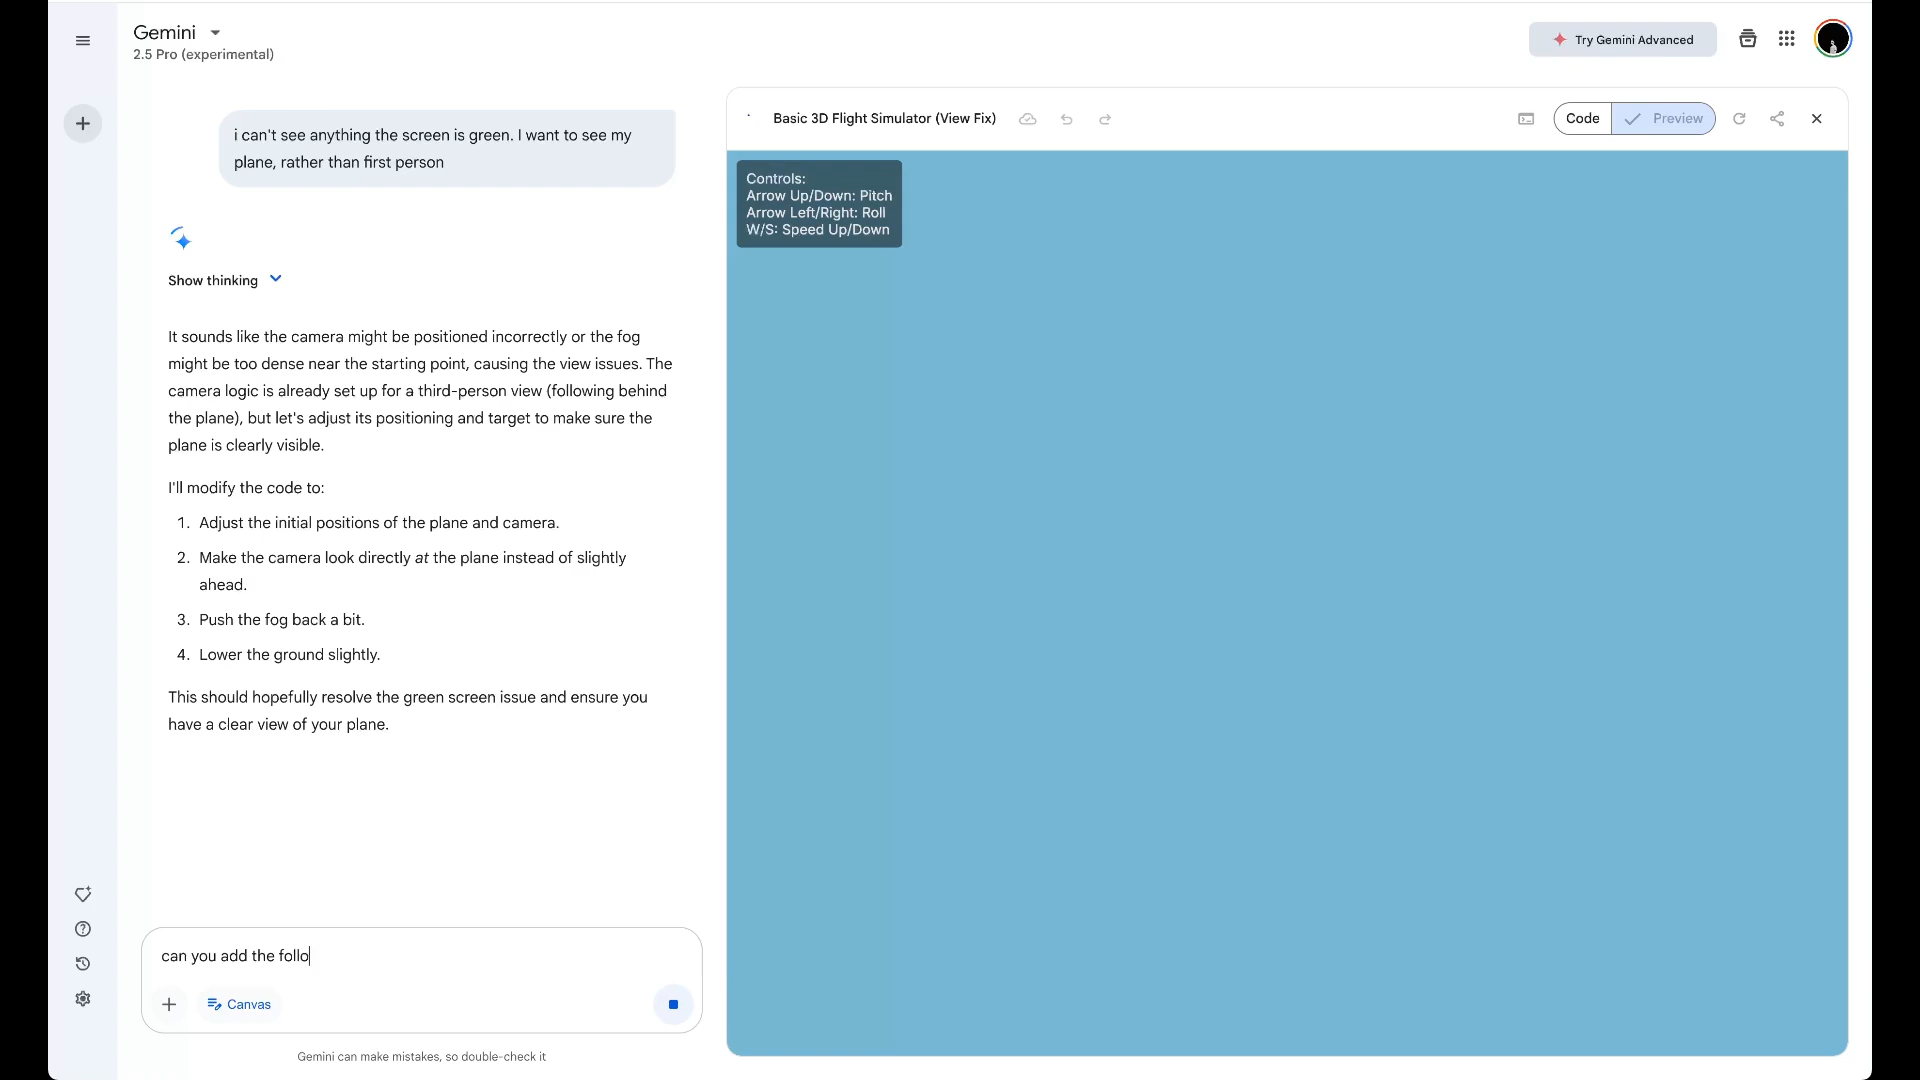 Gemini
2.5 Pro (experimental)
Try Gemini Advanced
i can't see anything the screen is green. I want to see my
plane, rather than first person
Show thinking
It sounds like the camera might be positioned incorrectly or the fog
might be too dense near the starting point, causing the view issues. The
camera logic is already set up for a third-person view (following behind
the plane), but let's adjust its positioning and target to make sure the
plane is clearly visible.
I'll modify the code to:
1. Adjust the initial positions of the plane and camera.
2. Make the camera look directly at the plane instead of slightly
ahead.
3. Push the fog back a bit.
4. Lower the ground slightly.
This should hopefully resolve the green screen issue and ensure you
have a clear view of your plane.
can you add the follo
Canvas
Gemini can make mistakes, so double-check it
Basic 3D Flight Simulator (View Fix)
Code
Preview
Controls:
Arrow Up/Down: Pitch
Arrow Left/Right: Roll
W/S: Speed Up/Down